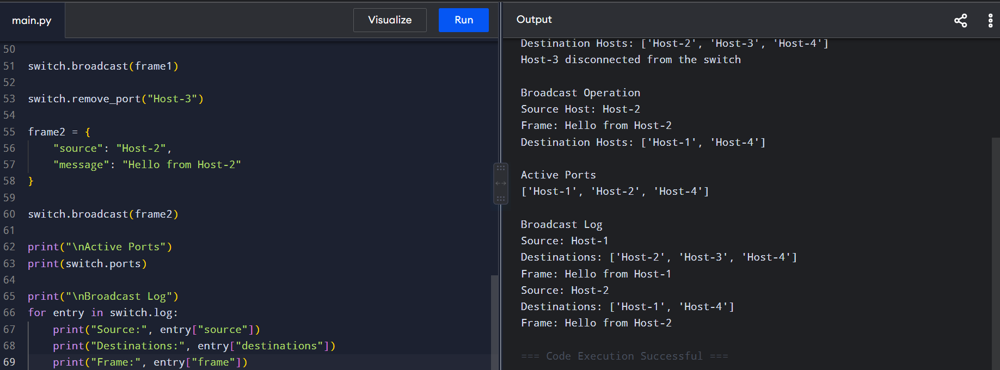 main.py
Visualize
Run
50
51 switch.broadcast(frame1)
52
53 switch.remove_port("Host-3")
54
55 frame2 = {
56     "source": "Host-2",
57     "message": "Hello from Host-2"
58 }
59
60 switch.broadcast(frame2)
61
62 print("\nActive Ports")
63 print(switch.ports)
64
65 print("\nBroadcast Log")
66 for entry in switch.log:
67     print("Source:", entry["source"])
68     print("Destinations:", entry["destinations"])
69     print("Frame:", entry["frame"])
Output
Destination Hosts: ['Host-2', 'Host-3', 'Host-4']
Host-3 disconnected from the switch
Broadcast Operation
Source Host: Host-2
Frame: Hello from Host-2
Destination Hosts: ['Host-1', 'Host-4']
Active Ports
['Host-1', 'Host-2', 'Host-4']
Broadcast Log
Source: Host-1
Destinations: ['Host-2', 'Host-3', 'Host-4']
Frame: Hello from Host-1
Source: Host-2
Destinations: ['Host-1', 'Host-4']
Frame: Hello from Host-2
=== Code Execution Successful ===